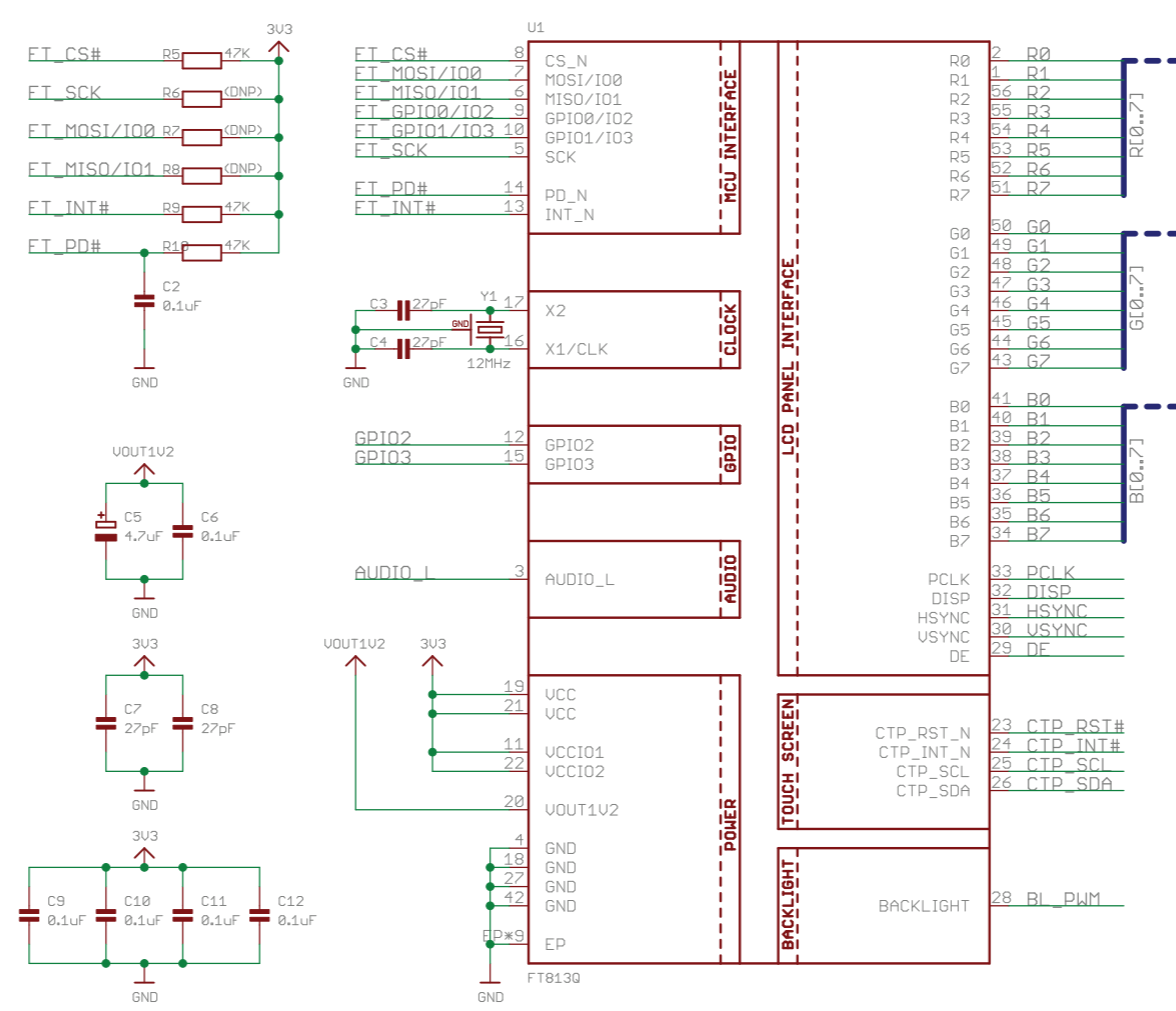 3V3
FT_CS# R5 47K
FT_SCK R6 (DNP)
FT_MOSI/IO0 R7 (DNP)
FT_MISO/IO1 R8 (DNP)
FT_INT# R9 47K
FT_PD# R10 47K
C2
0.1uF
GND
VOUT1V2
C5
4.7uF
C6
0.1uF
+
GND
3V3
C7
27pF
C8
27pF
GND
3V3
C9
0.1uF
C10
0.1uF
C11
0.1uF
C12
0.1uF
GND
U1
FT_CS# 8 CS_N
FT_MOSI/IO0 7 MOSI/IO0
FT_MISO/IO1 6 MISO/IO1
FT_GPIO0/IO2 9 GPIO0/IO2
FT_GPIO1/IO3 10 GPIO1/IO3
FT_SCK 5 SCK
FT_PD# 14 PD_N
FT_INT# 13 INT_N
MCU INTERFACE
C3 27pF Y1 17 X2
GND
C4 27pF 16 X1/CLK
12MHz
GND
CLOCK
GPIO2 12 GPIO2
GPIO3 15 GPIO3
GPIO
AUDIO_L 3 AUDIO_L
AUDIO
VOUT1V2 3V3
19 VCC
21 VCC
11 VCCIO1
22 VCCIO2
20 VOUT1V2
4 GND
18 GND
27 GND
42 GND
EP*9 EP
GND
POWER
FT813Q
LCD PANEL INTERFACE
R0 2 R0
R1 1 R1
R2 56 R2
R3 55 R3
R4 54 R4
R5 53 R5
R6 52 R6
R7 51 R7
R[0..7]
G0 50 G0
G1 49 G1
G2 48 G2
G3 47 G3
G4 46 G4
G5 45 G5
G6 44 G6
G7 43 G7
G[0..7]
B0 41 B0
B1 40 B1
B2 39 B2
B3 38 B3
B4 37 B4
B5 36 B5
B6 35 B6
B7 34 B7
B[0..7]
PCLK 33 PCLK
DISP 32 DISP
HSYNC 31 HSYNC
VSYNC 30 VSYNC
DE 29 DE
TOUCH SCREEN
CTP_RST_N 23 CTP_RST#
CTP_INT_N 24 CTP_INT#
CTP_SCL 25 CTP_SCL
CTP_SDA 26 CTP_SDA
BACKLIGHT
BACKLIGHT 28 BL_PWM